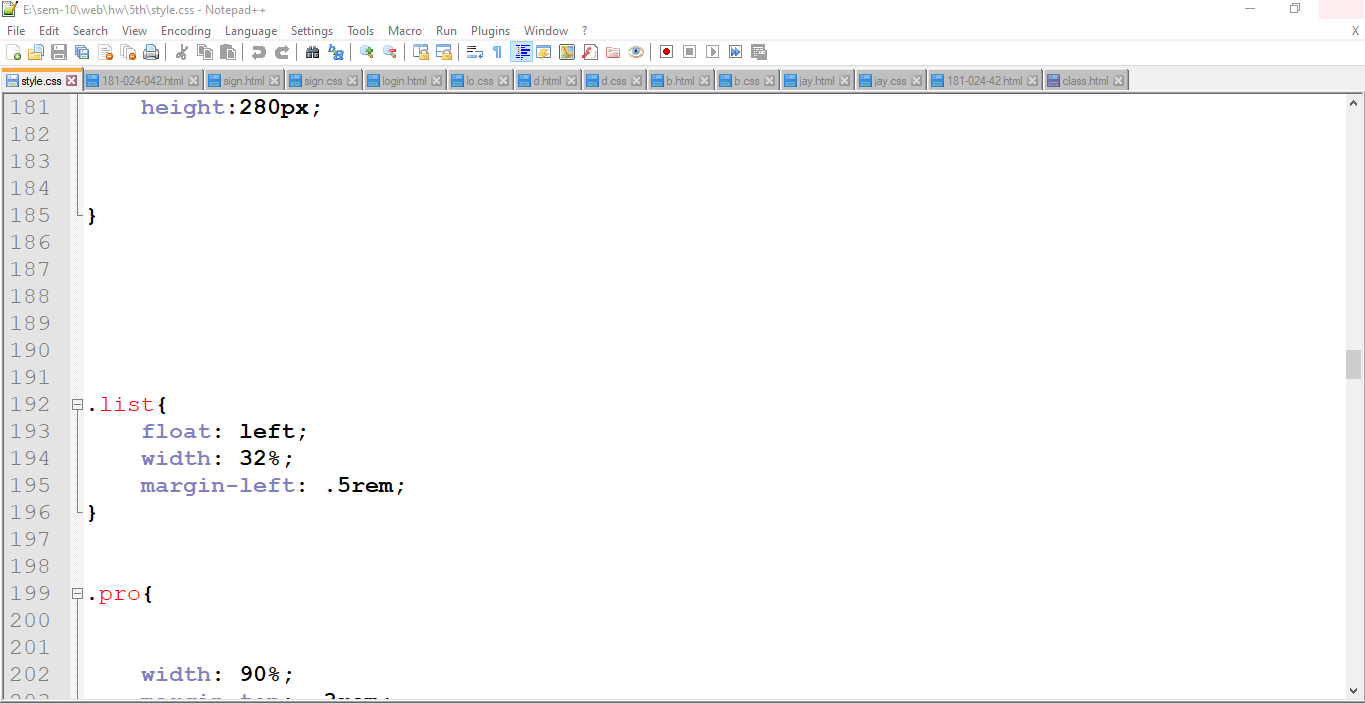 E:\sem-10\web\hw\5th\style.css - Notepad++
File Edit Search View Encoding Language Settings Tools Macro Run Plugins Window ? X
style.css 181-024-042.html sign.html sign.css login.html lo.css d.html d.css b.html b.css jay.html jay.css 181-024-42.html class.html
181 height:280px;
182
183
184
185 }
186
187
188
189
190
191
192 .list{
193 float: left;
194 width: 32%;
195 margin-left: .5rem;
196 }
197
198
199 .pro{
200
201
202 width: 90%;
203